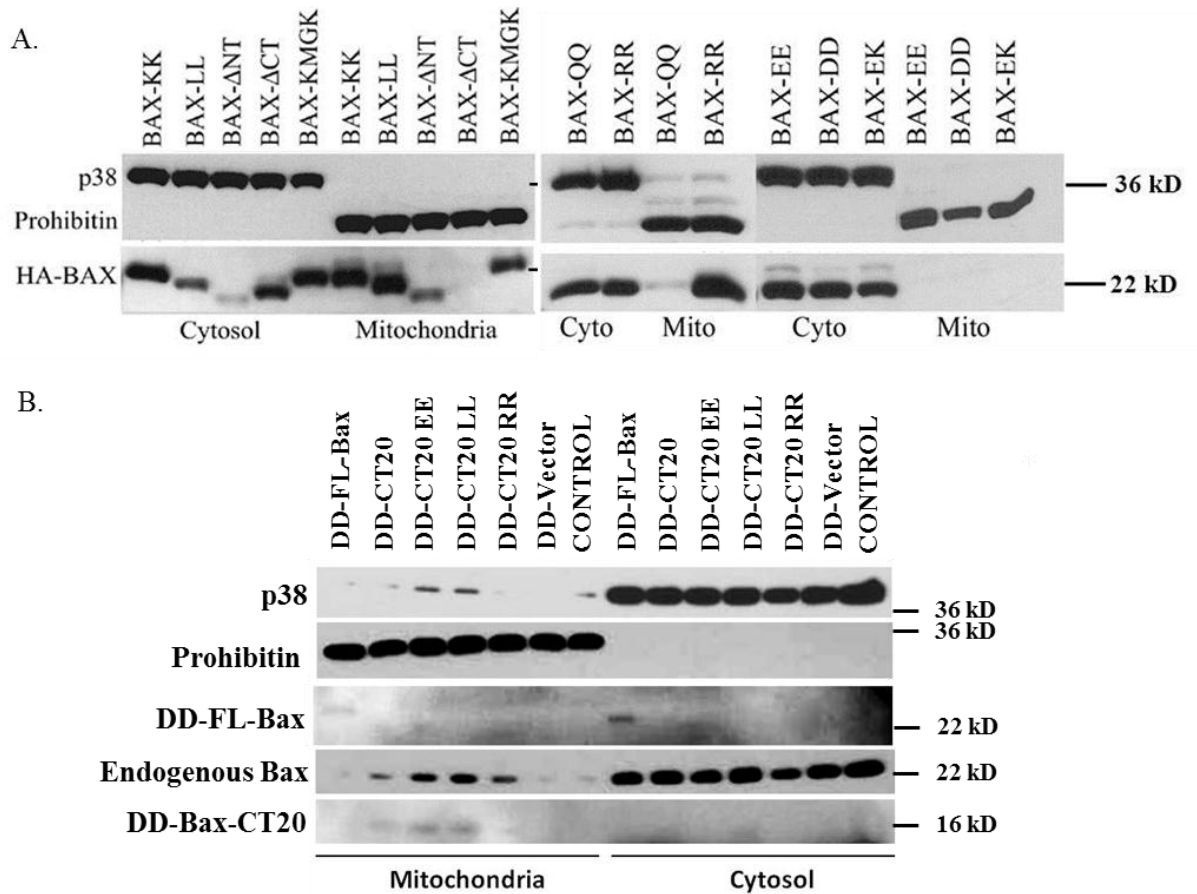 A.
BAX-KK BAX-LL BAX-ΔNT BAX-ΔCT BAX-KMGK BAX-KK BAX-LL BAX-ΔNT BAX-ΔCT BAX-KMGK BAX-QQ BAX-RR BAX-QQ BAX-RR BAX-EE BAX-DD BAX-EK BAX-EE BAX-DD BAX-EK
p38
36 kD
Prohibitin
HA-BAX
22 kD
Cytosol Mitochondria Cyto Mito Cyto Mito
B.
DD-FL-Bax DD-CT20 DD-CT20 EE DD-CT20 LL DD-CT20 RR DD-Vector CONTROL DD-FL-Bax DD-CT20 DD-CT20 EE DD-CT20 LL DD-CT20 RR DD-Vector CONTROL
p38
36 kD
36 kD
Prohibitin
DD-FL-Bax
22 kD
Endogenous Bax 22 kD
DD-Bax-CT20 16 kD
Mitochondria Cytosol